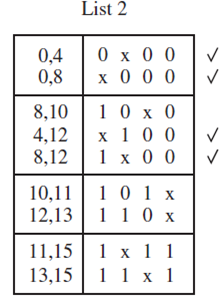 List 2
0,4 0 x 0 0 ✓
0,8 x 0 0 0 ✓
8,10 1 0 x 0
4,12 x 1 0 0 ✓
8,12 1 x 0 0 ✓
10,11 1 0 1 x
12,13 1 1 0 x
11,15 1 x 1 1
13,15 1 1 x 1